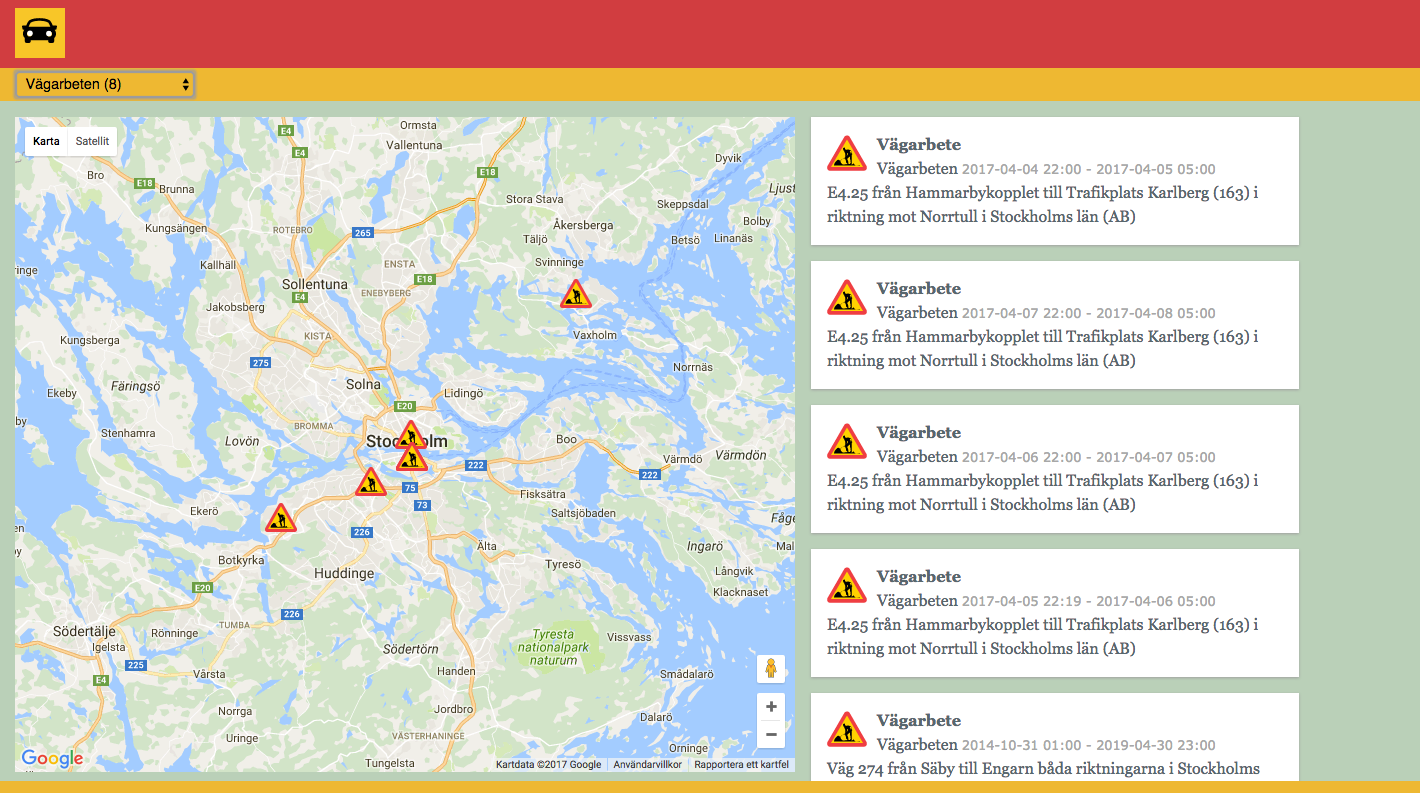 Vägarbeten (8)
Karta Satellit
E4
Ormsta
E4
Vallentuna
Bro
E18
Brunna
E18
Dyvik
Ljust
Stora Stava
Skeppsdal
Kungsängen
ROTEBRO
265
Åkersberga
Bolby
Täljö
Betsö
Linanäs
Kallhäll
ENSTA
Svinninge
inge
Sollentuna
E18
ENEBYBERG
E4
Jakobsberg
KISTA
Vaxholm
Kungsberga
275
Norrnäs
Färingsö
Solna
Ekeby
Lidingö
E20
by
Stenhamra
BROMMA
Lovön
Boo
Värmdö
Värmdön
222
222
75
Fisksätra
73
Ekerö
Saltsjöbaden
Fåge
en
226
Älta
Ingarö
Mal
Botkyrka
Tyresö
Långvik
Huddinge
Klacknaset
E20
226
TUMBA
Södertälje
Rönninge
Igelsta
Tyresta
nationalpark
naturum
Vissvass
Södertörn
225
Vårsta
Handen
Smådalarö
E4
Norrga
Jordbro
Dalarö
Uringe
VÄSTERHANINGE
Orninge
Tungelsta
Google
Kartdata ©2017 Google Användarvillkor Rapportera ett kartfel
Vägarbete
Vägarbeten 2017-04-04 22:00 - 2017-04-05 05:00
E4.25 från Hammarbykopplet till Trafikplats Karlberg (163) i
riktning mot Norrtull i Stockholms län (AB)
Vägarbete
Vägarbeten 2017-04-07 22:00 - 2017-04-08 05:00
E4.25 från Hammarbykopplet till Trafikplats Karlberg (163) i
riktning mot Norrtull i Stockholms län (AB)
Vägarbete
Vägarbeten 2017-04-06 22:00 - 2017-04-07 05:00
E4.25 från Hammarbykopplet till Trafikplats Karlberg (163) i
riktning mot Norrtull i Stockholms län (AB)
Vägarbete
Vägarbeten 2017-04-05 22:19 - 2017-04-06 05:00
E4.25 från Hammarbykopplet till Trafikplats Karlberg (163) i
riktning mot Norrtull i Stockholms län (AB)
Vägarbete
Vägarbeten 2014-10-31 01:00 - 2019-04-30 23:00
Väg 274 från Säby till Engarn båda riktningarna i Stockholms